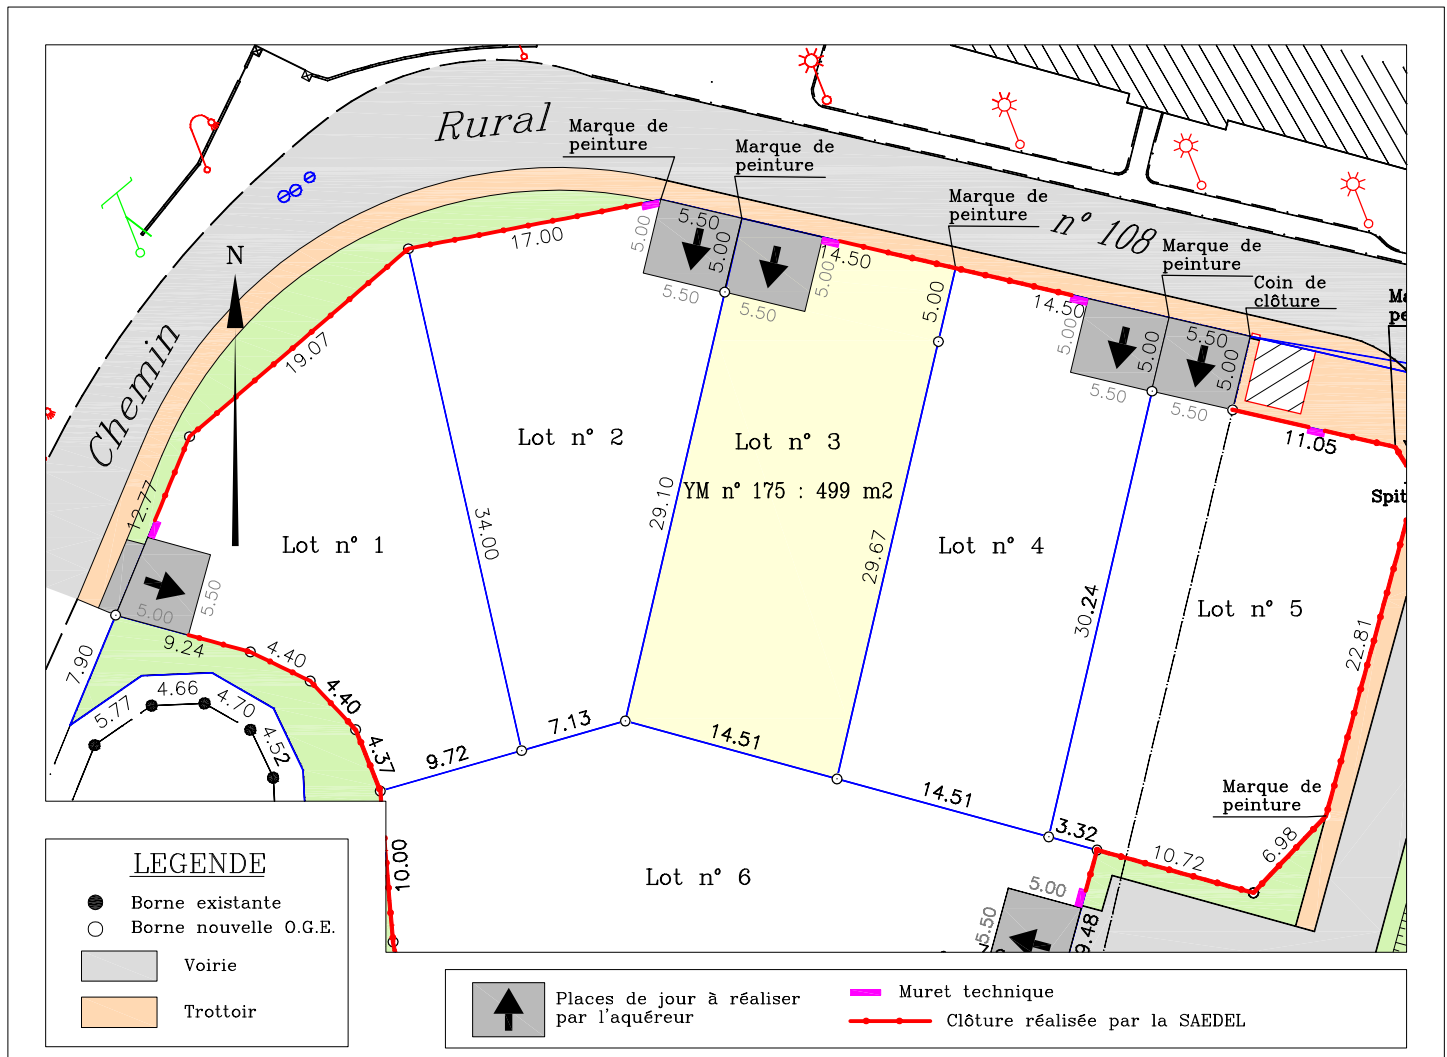 Rural
Marque de
peinture
Marque de
peinture
Marque de
peinture
n° 108
Marque de
peinture
Coin de
clôture
Ma
pe
N
Chemin
17.00
19.07
12.77
5.00
5.50
5.00
5.50
5.50
5.00
14.50
5.00
14.50
5.00
5.50
5.00
5.50
5.00
5.50
11.05
Spit
Lot n° 1
Lot n° 2
Lot n° 3
YM n° 175 : 499 m2
Lot n° 4
Lot n° 5
Lot n° 6
34.00
29.10
29.67
30.24
22.81
5.00
5.50
9.24
7.90
4.40
4.40
4.37
5.77
4.66
4.70
4.52
9.72
7.13
14.51
14.51
3.32
10.72
6.98
Marque de
peinture
10.00
5.00
5.50
9.48
LEGENDE
Borne existante
Borne nouvelle O.G.E.
Voirie
Trottoir
Places de jour à réaliser
par l'aquéreur
Muret technique
Clôture réalisée par la SAEDEL